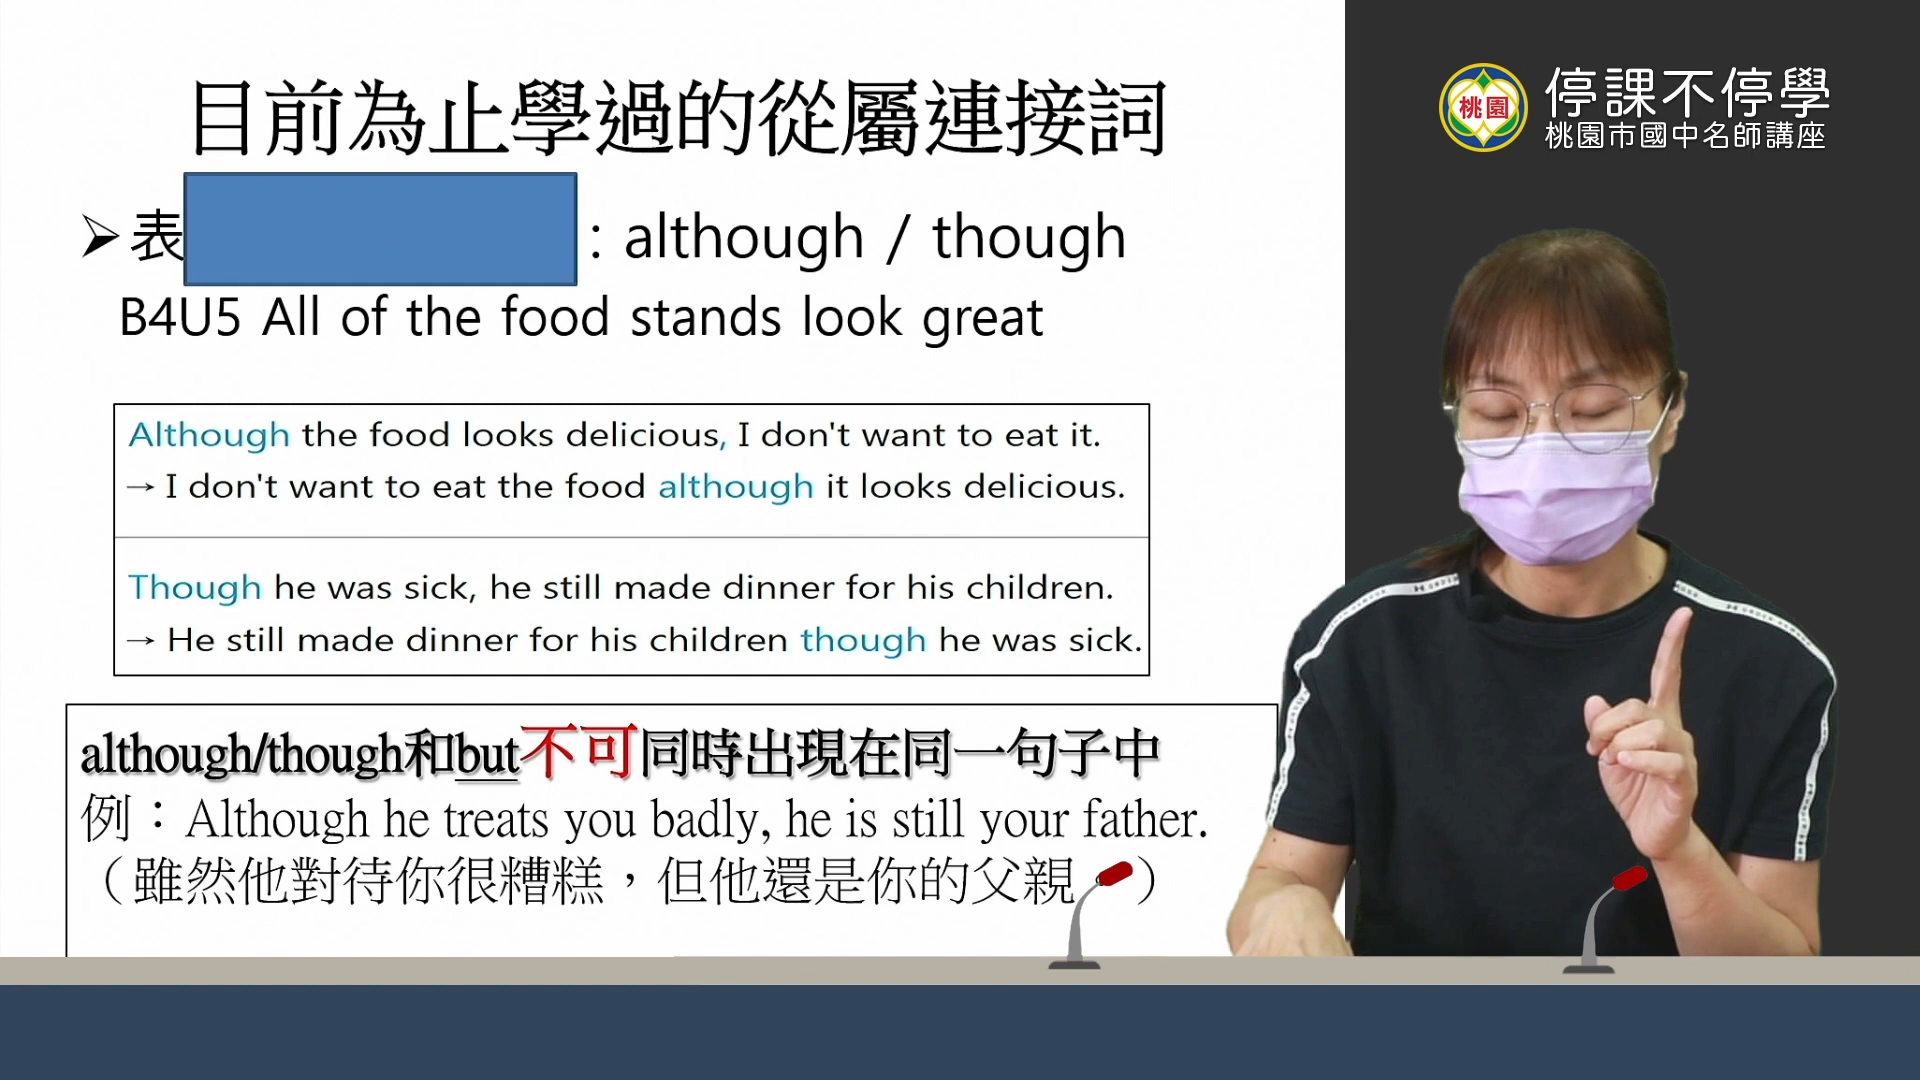 目前為止學過的從屬連接詞
➢表 : although / though
B4U5 All of the food stands look great
Although the food looks delicious, I don't want to eat it.
→ I don't want to eat the food although it looks delicious.
Though he was sick, he still made dinner for his children.
→ He still made dinner for his children though he was sick.
although/though和but不可同時出現在同一句子中
例：Although he treats you badly, he is still your father.
（雖然他對待你很糟糕，但他還是你的父親。）
桃園
停課不停學
桃園市國中名師講座